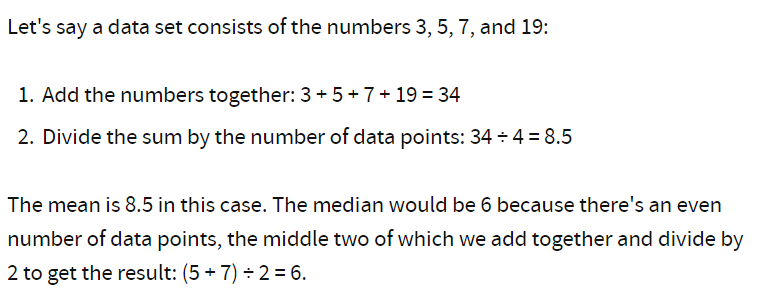 Let's say a data set consists of the numbers 3, 5, 7, and 19:
1. Add the numbers together: 3 + 5 + 7 + 19 = 34
2. Divide the sum by the number of data points: 34 ÷ 4 = 8.5
The mean is 8.5 in this case. The median would be 6 because there's an even
number of data points, the middle two of which we add together and divide by
2 to get the result: (5 + 7) ÷ 2 = 6.